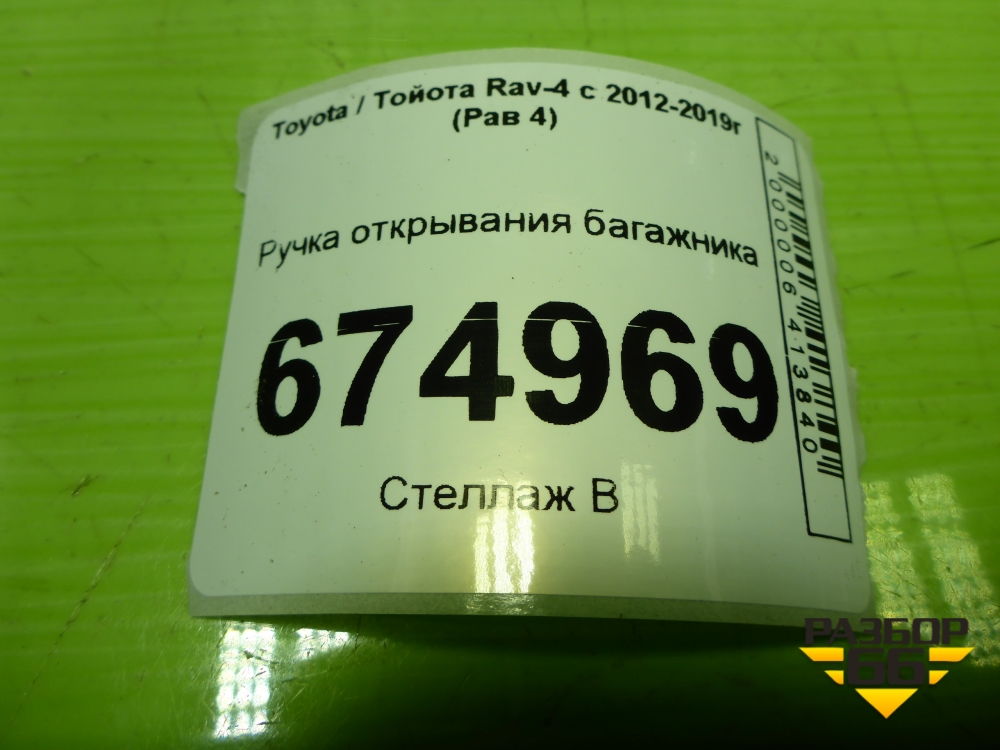 Toyota / Тойота Rav-4 с 2012-2019г
(Рав 4)
Ручка открывания багажника
674969
Стеллаж В
2000006413840
РАЗБОР
66